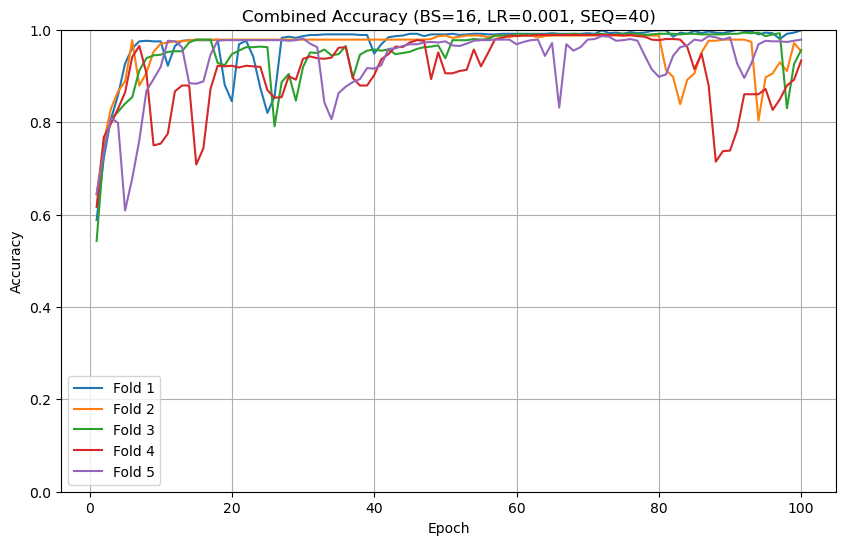 Combined Accuracy (BS=16, LR=0.001, SEQ=40)
1.0
0.8
0.6
0.4
0.2
0.0
Accuracy
Fold 1
Fold 2
Fold 3
Fold 4
Fold 5
0 20 40 60 80 100
Epoch